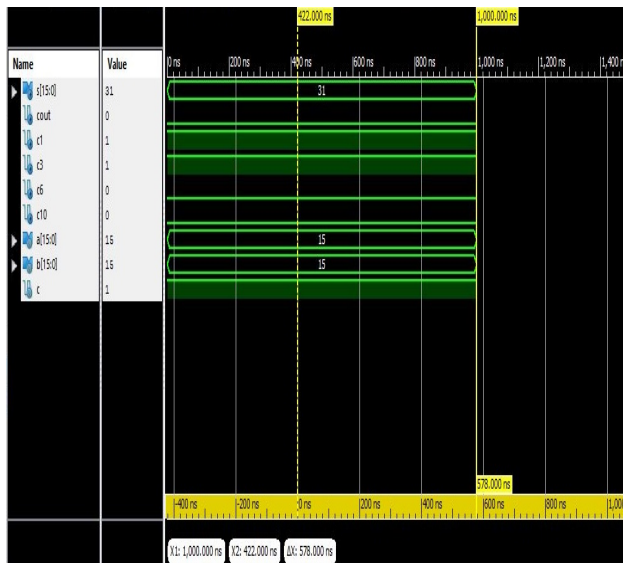 422.000 ns 1,000.000 ns
Name Value
0 ns 200 ns 400 ns 600 ns 800 ns 1,000 ns 1,200 ns 1,400
s[15:0] 31 31
cout 0
c1 1
c3 1
c6 0
c10 0
a[15:0] 15 15
b[15:0] 15 15
c 1
578.000 ns
-400 ns -200 ns 0 ns 200 ns 400 ns 600 ns 800 ns 1,00
X1: 1,000.000 ns X2: 422.000 ns ΔX: 578.000 ns